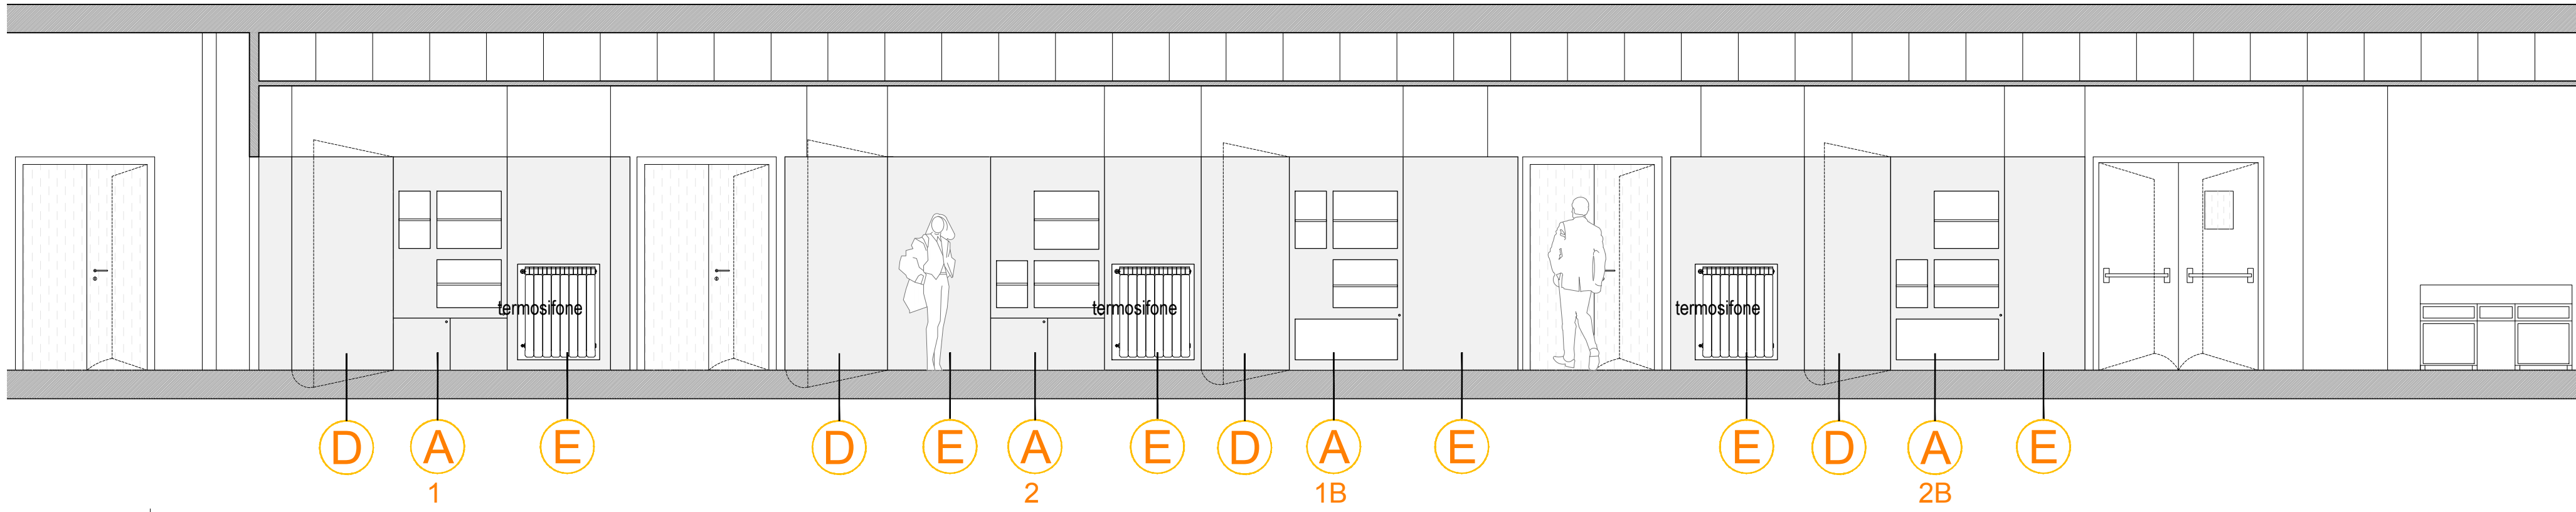 termosifone
termosifone
termosifone
D A E D E A E D A E E D A E
1 2 1B 2B